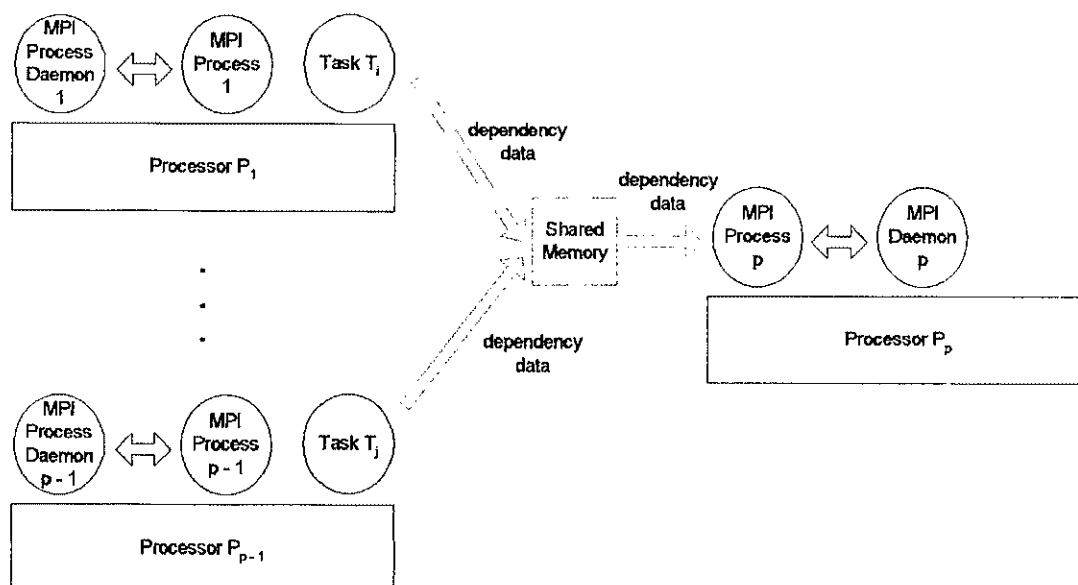 MPI
Process
Daemon
1
MPI
Process
1
Task T_i
Processor P_1
dependency
data
dependency
data
Shared
Memory
MPI
Process
p
MPI
Daemon
p
Processor P_p
dependency
data
MPI
Process
Daemon
p - 1
MPI
Process
p - 1
Task T_j
Processor P_{p-1}